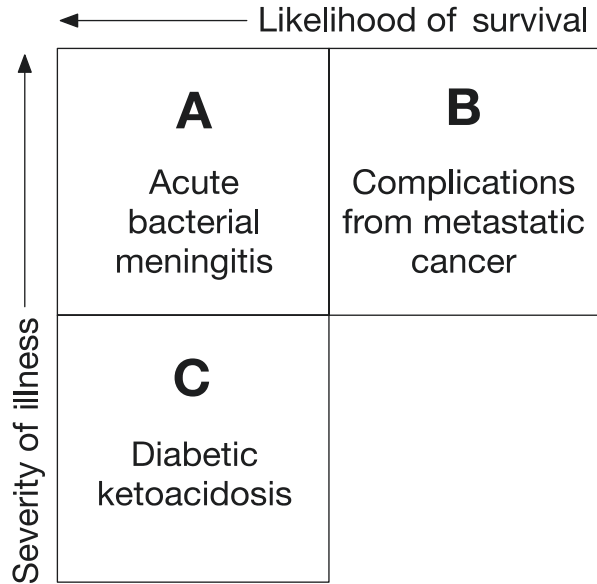 Likelihood of survival
Severity of illness
A
Acute
bacterial
meningitis
B
Complications
from metastatic
cancer
C
Diabetic
ketoacidosis